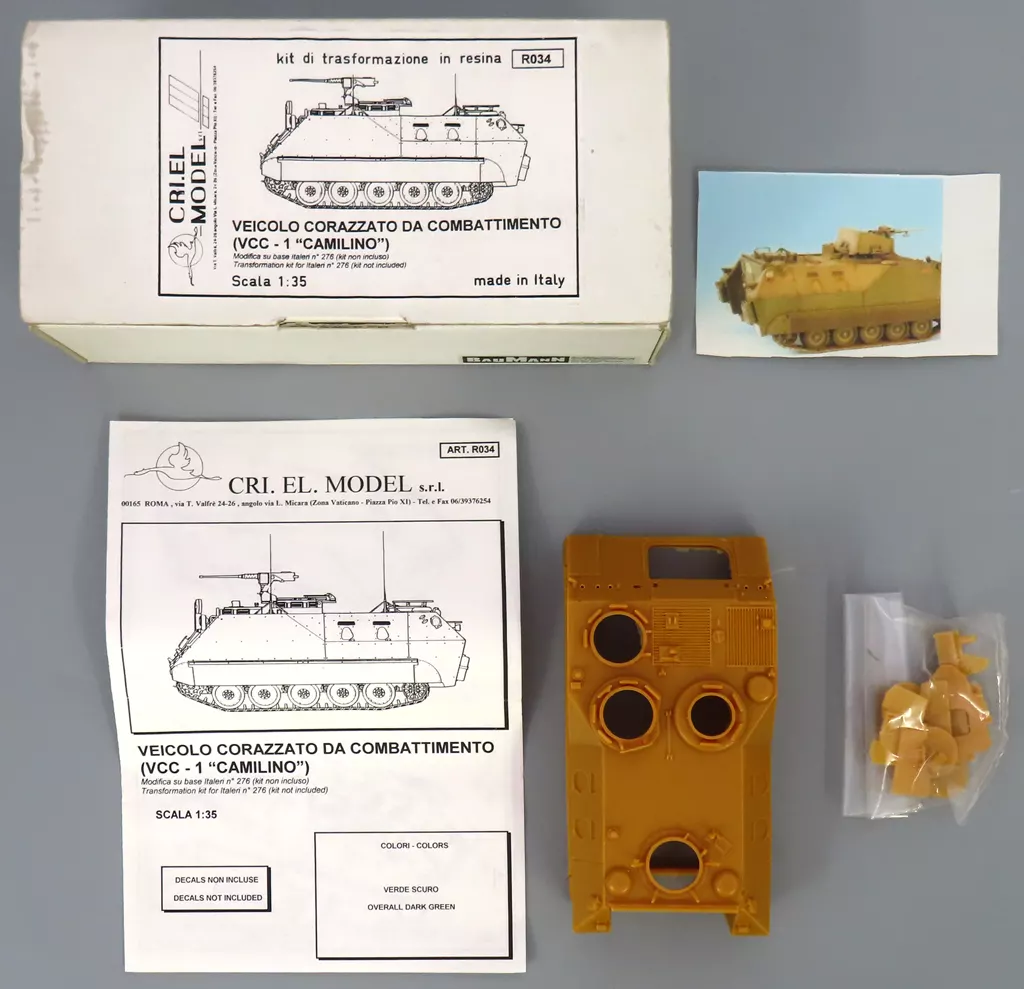 kit di trasformazione in resina
R034
CRI.EL
MODEL
VEICOLO CORAZZATO DA COMBATTIMENTO
(VCC - 1 “CAMILINO”)
Modifica su base Italeri n° 276 (kit non incluso)
Transformation kit for Italeri n° 276 (kit not included)
Scala 1:35
made in Italy
BAUMANN
ART. R034
CRI. EL. MODEL s.r.l.
00165 ROMA , via T. Valfrè 24-26 , angolo via L. Micara (Zona Vaticano - Piazza Pio XI) - Tel. e Fax 06/39376254
VEICOLO CORAZZATO DA COMBATTIMENTO
(VCC - 1 “CAMILINO”)
Modifica su base Italeri n° 276 (kit non incluso)
Transformation kit for Italeri n° 276 (kit not included)
SCALA 1:35
DECALS NON INCLUSE
DECALS NOT INCLUDED
COLORI - COLORS
VERDE SCURO
OVERALL DARK GREEN